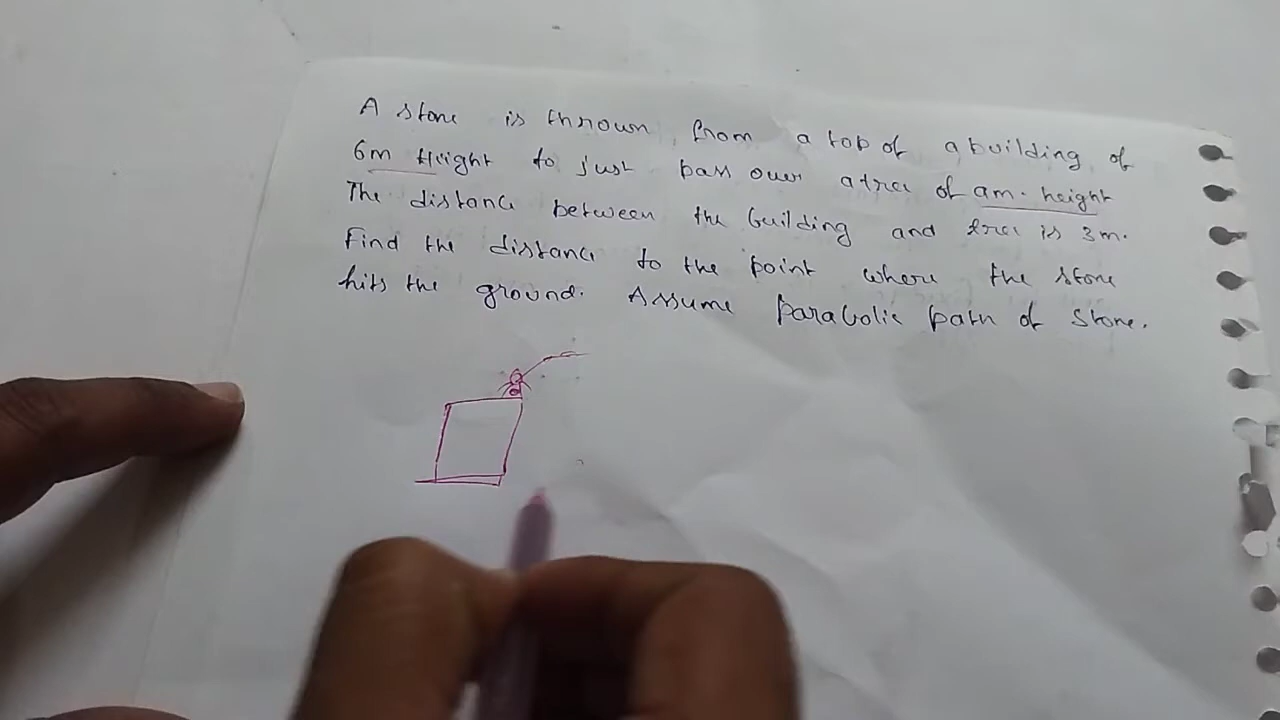 A stone is thrown from a top of a building of
6m Height to just pass over a tree of 9m. height
The distance between the building and tree is 3m.
Find the distance to the point where the stone
hits the ground. Assume parabolic path of stone.